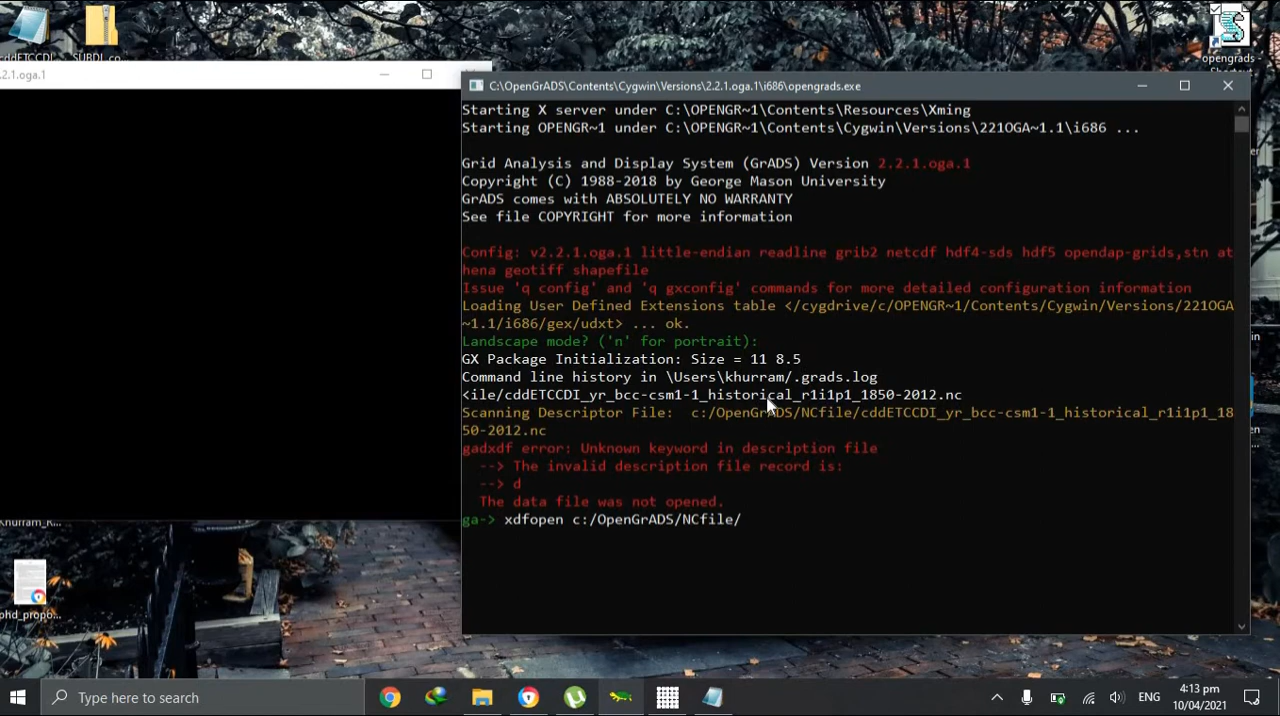 cddETCCDI_
SUBDL.co...
opengrads -
Shortcut
2.2.1.oga.1
C:\OpenGrADS\Contents\Cygwin\Versions\2.2.1.oga.1\i686\opengrads.exe
Starting X server under C:\OPENGR~1\Contents\Resources\Xming
Starting OPENGR~1 under C:\OPENGR~1\Contents\Cygwin\Versions\221OGA~1.1\i686 ...
Grid Analysis and Display System (GrADS) Version 2.2.1.oga.1
Copyright (C) 1988-2018 by George Mason University
GrADS comes with ABSOLUTELY NO WARRANTY
See file COPYRIGHT for more information
Config: v2.2.1.oga.1 little-endian readline grib2 netcdf hdf4-sds hdf5 opendap-grids,stn at
hena geotiff shapefile
Issue 'q config' and 'q gxconfig' commands for more detailed configuration information
Loading User Defined Extensions table </cygdrive/c/OPENGR~1/Contents/Cygwin/Versions/221OGA
~1.1/i686/gex/udxt> ... ok.
Landscape mode? ('n' for portrait):
GX Package Initialization: Size = 11 8.5
Command line history in \Users\khurram/.grads.log
<ile/cddETCCDI_yr_bcc-csm1-1_historical_r1i1p1_1850-2012.nc
Scanning Descriptor File:  c:/OpenGrADS/NCfile/cddETCCDI_yr_bcc-csm1-1_historical_r1i1p1_18
50-2012.nc
gadxdf error: Unknown keyword in description file
--> The invalid description file record is:
--> d
The data file was not opened.
ga-> xdfopen c:/OpenGrADS/NCfile/
Khurram_R...
phd_propo...
Type here to search
ENG
4:13 pm
10/04/2021